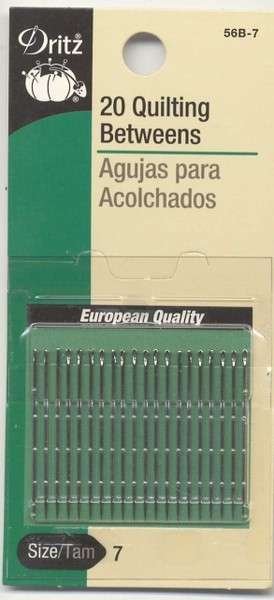 56B-7
Dritz®
20 Quilting
Betweens
Agujas para
Acolchados
European Quality
Size/Tam 7